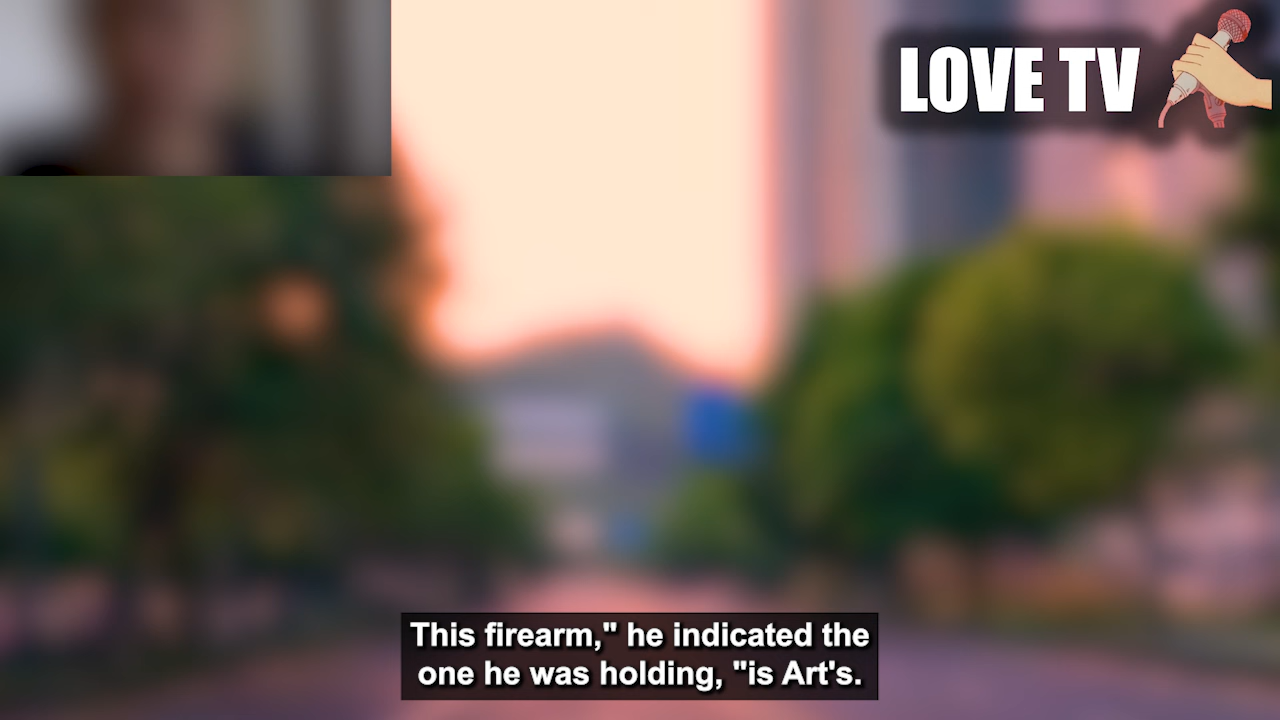 LOVE TV
This firearm," he indicated the
one he was holding, "is Art's.